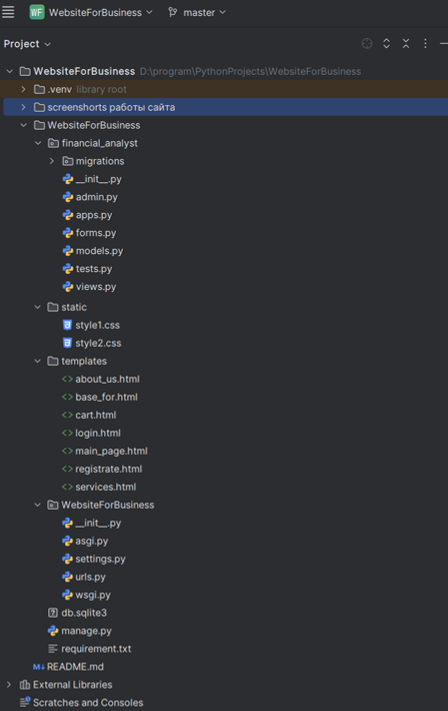 WF WebsiteForBusiness master
Project
WebsiteForBusiness D:\program\PythonProjects\WebsiteForBusiness
.venv library root
screenshorts работы сайта
WebsiteForBusiness
financial_analyst
migrations
__init__.py
admin.py
apps.py
forms.py
models.py
tests.py
views.py
static
style1.css
style2.css
templates
about_us.html
base_for.html
cart.html
login.html
main_page.html
registrate.html
services.html
WebsiteForBusiness
__init__.py
asgi.py
settings.py
urls.py
wsgi.py
db.sqlite3
manage.py
requirement.txt
README.md
External Libraries
Scratches and Consoles